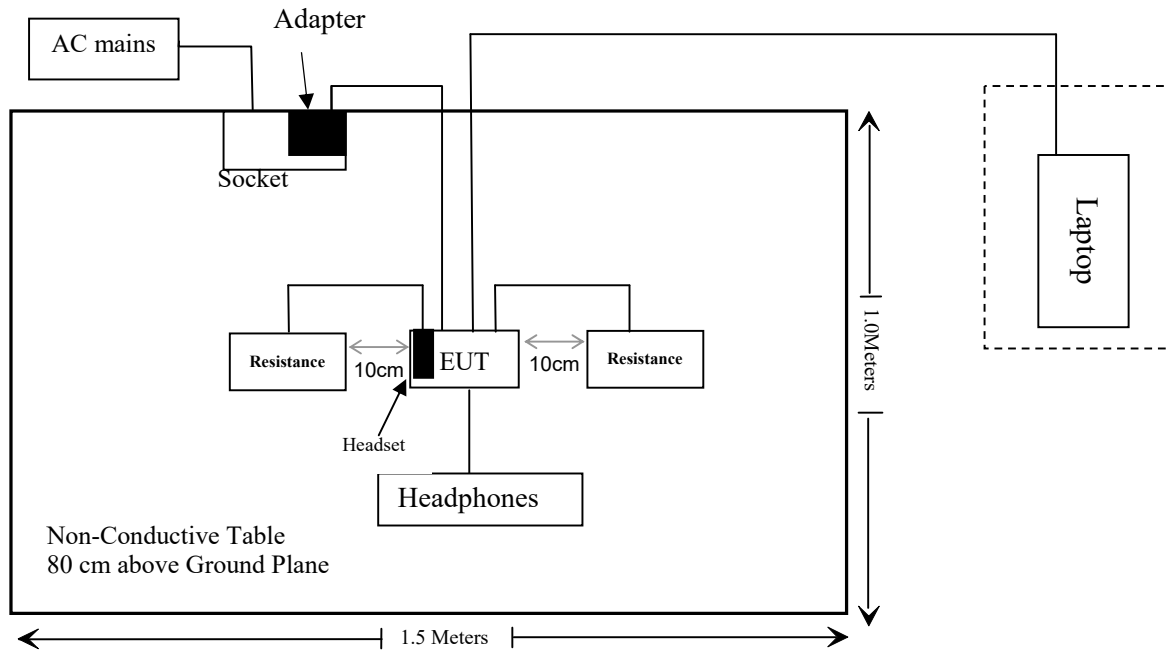 Adapter
AC mains
Socket
Laptop
1.0Meters
Resistance
10cm
EUT
10cm
Resistance
Headset
Headphones
Non-Conductive Table
80 cm above Ground Plane
1.5 Meters